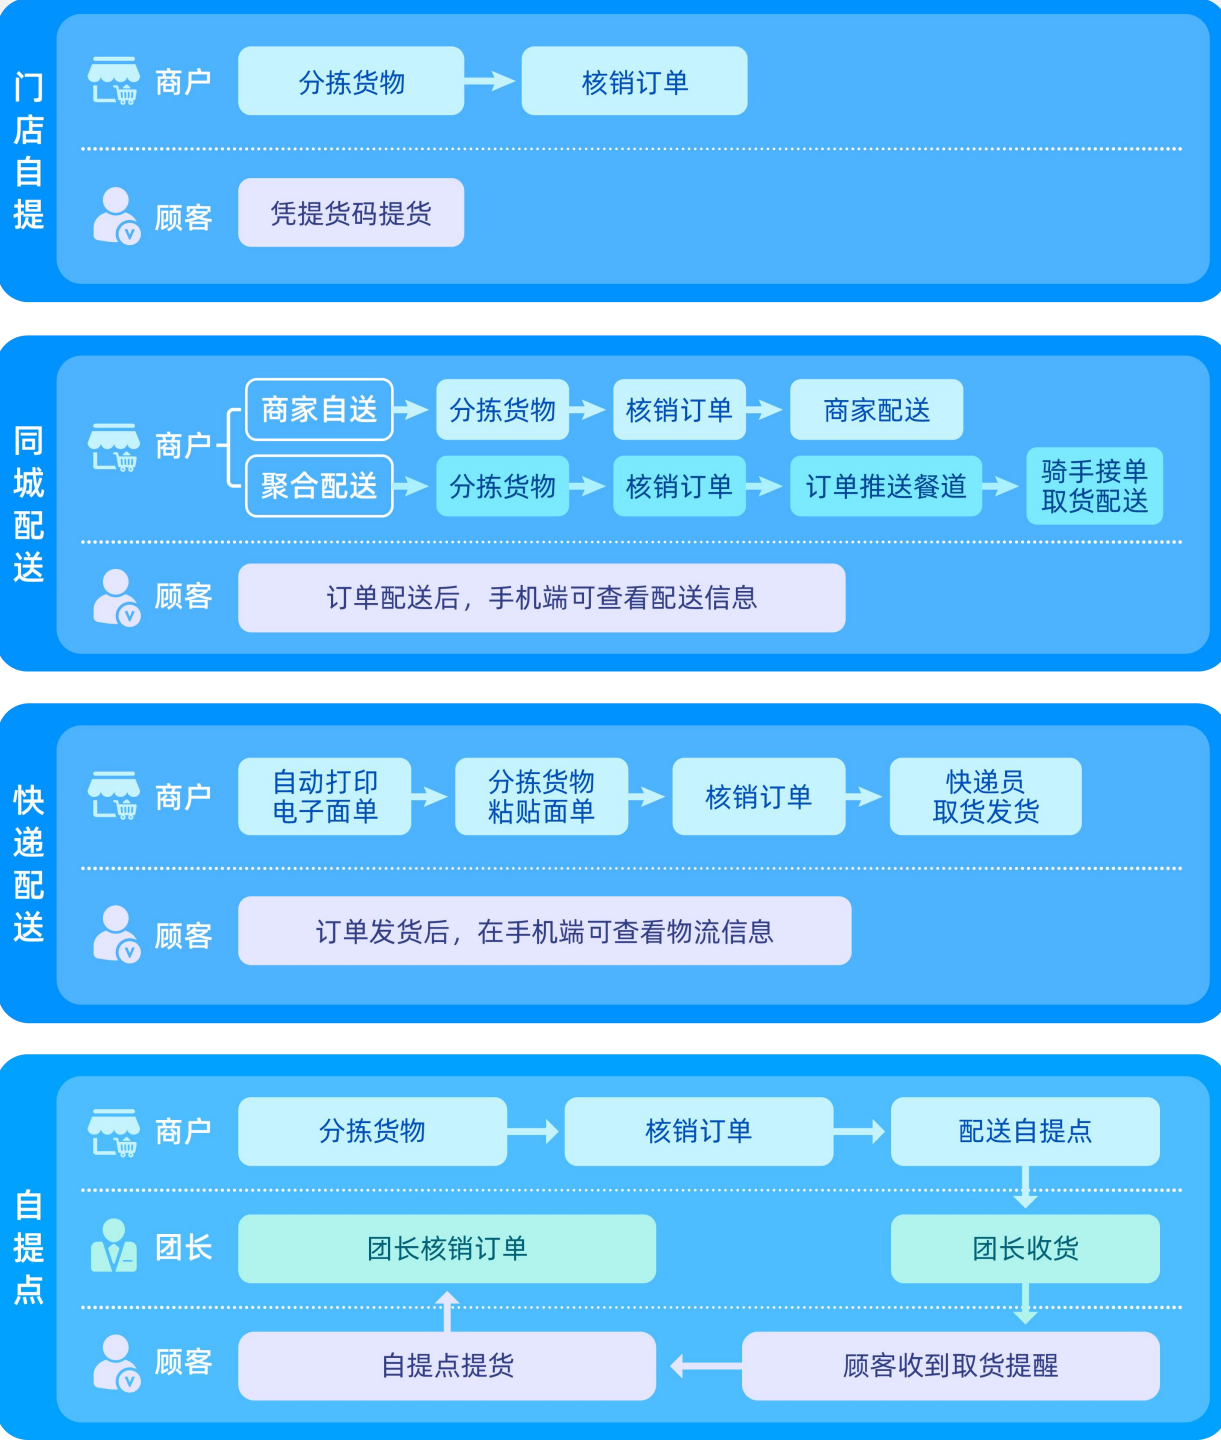 门店自提
商户
分拣货物
核销订单
顾客
凭提货码提货
同城配送
商户
商家自送
分拣货物
核销订单
商家配送
聚合配送
分拣货物
核销订单
订单推送餐道
骑手接单
取货配送
顾客
订单配送后，手机端可查看配送信息
快递配送
商户
自动打印
电子面单
分拣货物
粘贴面单
核销订单
快递员
取货发货
顾客
订单发货后，在手机端可查看物流信息
自提点
商户
分拣货物
核销订单
配送自提点
团长
团长核销订单
团长收货
顾客
自提点提货
顾客收到取货提醒